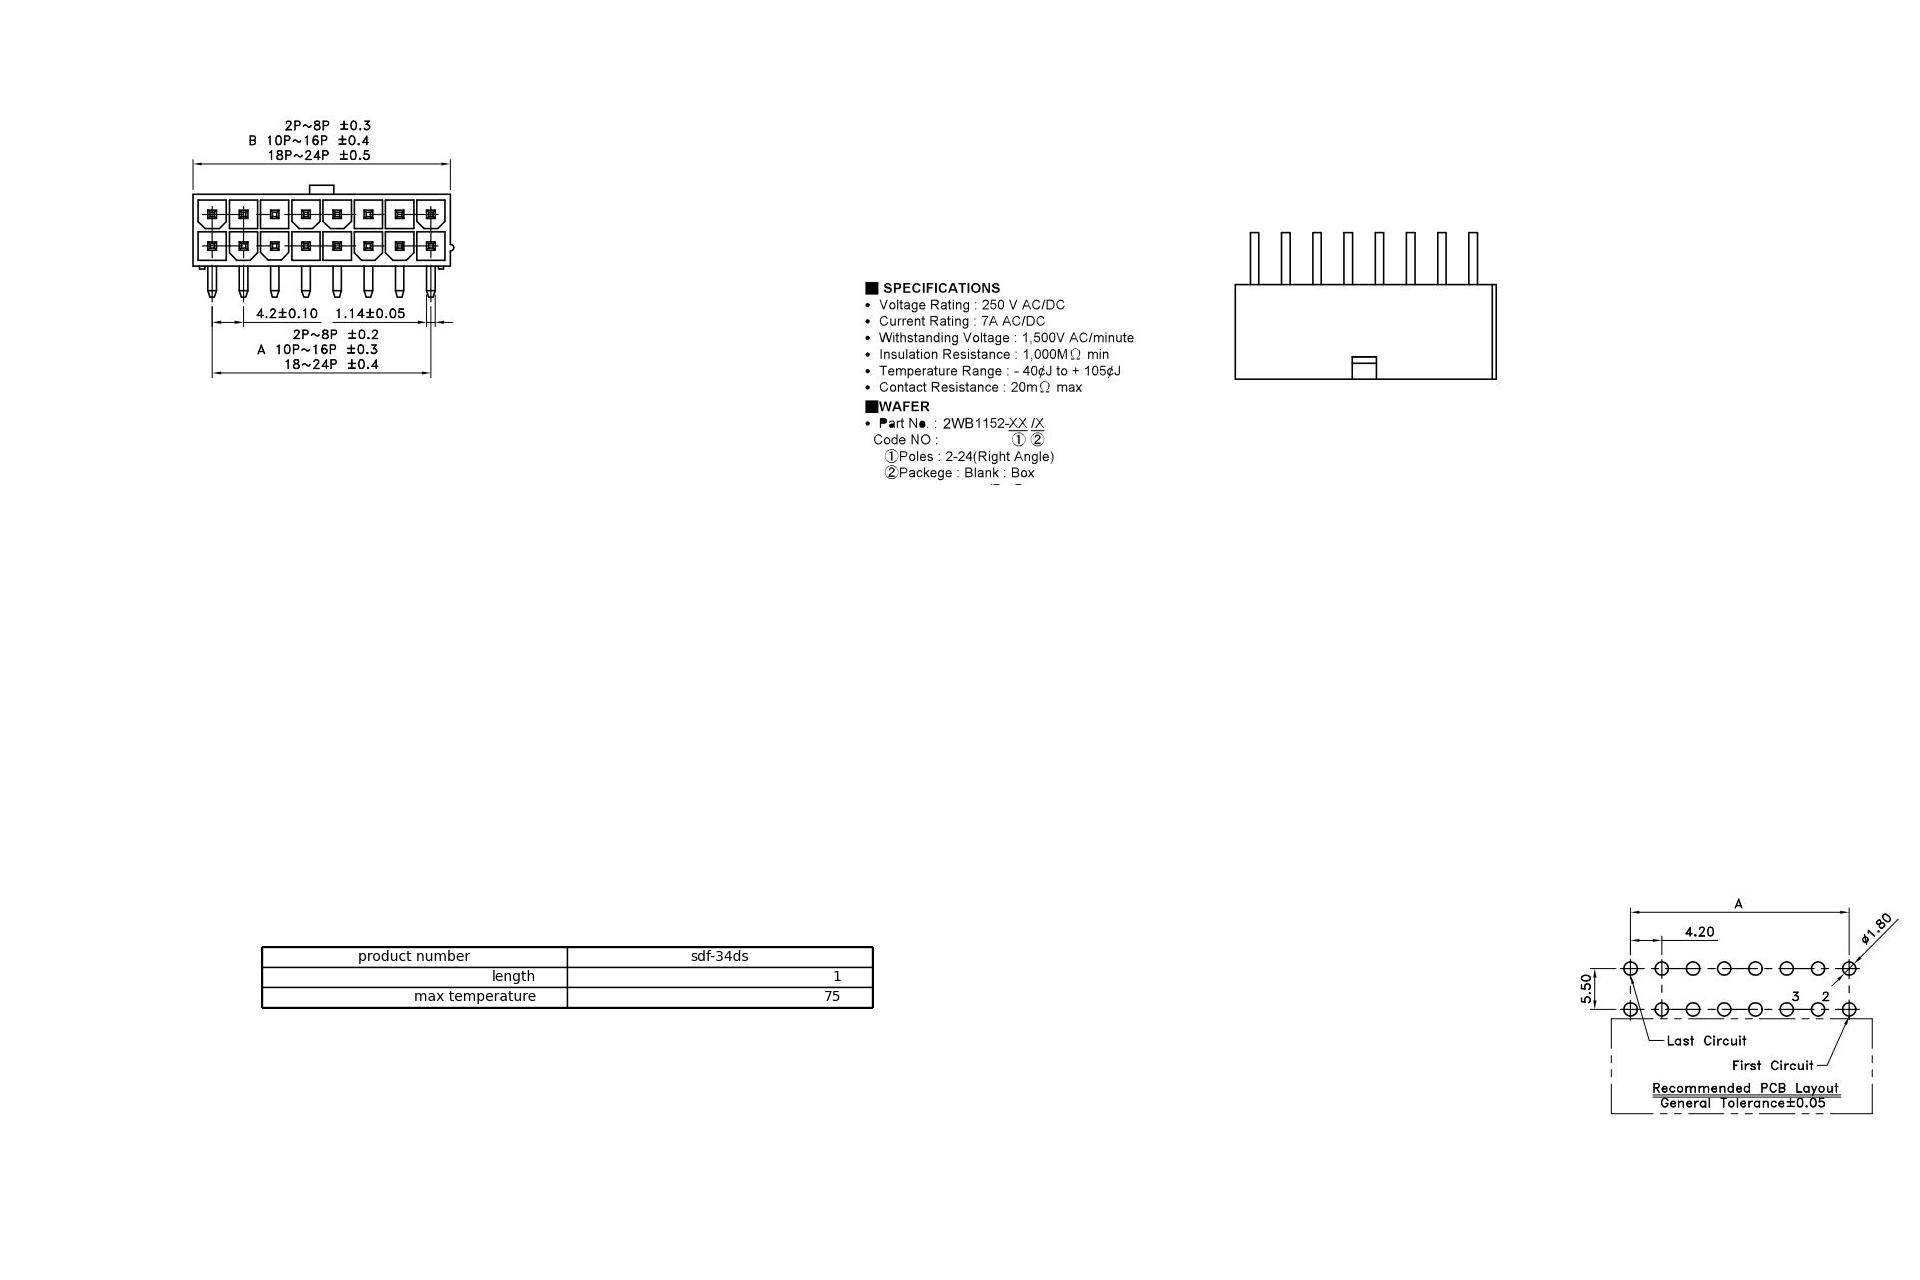 2P~8P ±0.3
B 10P~16P ±0.4
18P~24P ±0.5
4.2±0.10 1.14±0.05
2P~8P ±0.2
A 10P~16P ±0.3
18~24P ±0.4
■ SPECIFICATIONS
• Voltage Rating : 250 V AC/DC
• Current Rating : 7A AC/DC
• Withstanding Voltage : 1,500V AC/minute
• Insulation Resistance : 1,000MΩ min
• Temperature Range : - 40¢J to + 105¢J
• Contact Resistance : 20mΩ max
■WAFER
• Part No. : 2WB1152-XX /X
Code NO : ① ②
①Poles : 2-24(Right Angle)
②Packege : Blank : Box
product number sdf-34ds
length 1
max temperature 75
A
4.20
ø1.80
5.50
3 2
Last Circuit
First Circuit
Recommended PCB Layout
General Tolerance±0.05